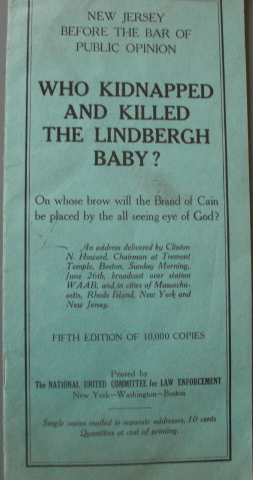 NEW JERSEY
BEFORE THE BAR OF
PUBLIC OPINION
WHO KIDNAPPED
AND KILLED
THE LINDBERGH
BABY?
On whose brow will the Brand of Cain
be placed by the all seeing eye of God?
An address delivered by Clinton
N. Howard, Chairman at Tremont
Temple, Boston, Sunday Morning,
June 26th, broadcast over station
WAAB, and in cities of Massachu-
setts, Rhode Island, New York and
New Jersey.
FIFTH EDITION OF 10,000 COPIES
Printed by
The NATIONAL UNITED COMMITTEE for LAW ENFORCEMENT
New York—Washington—Boston
Single copies mailed to separate addresses, 10 cents
Quantities at cost of printing.